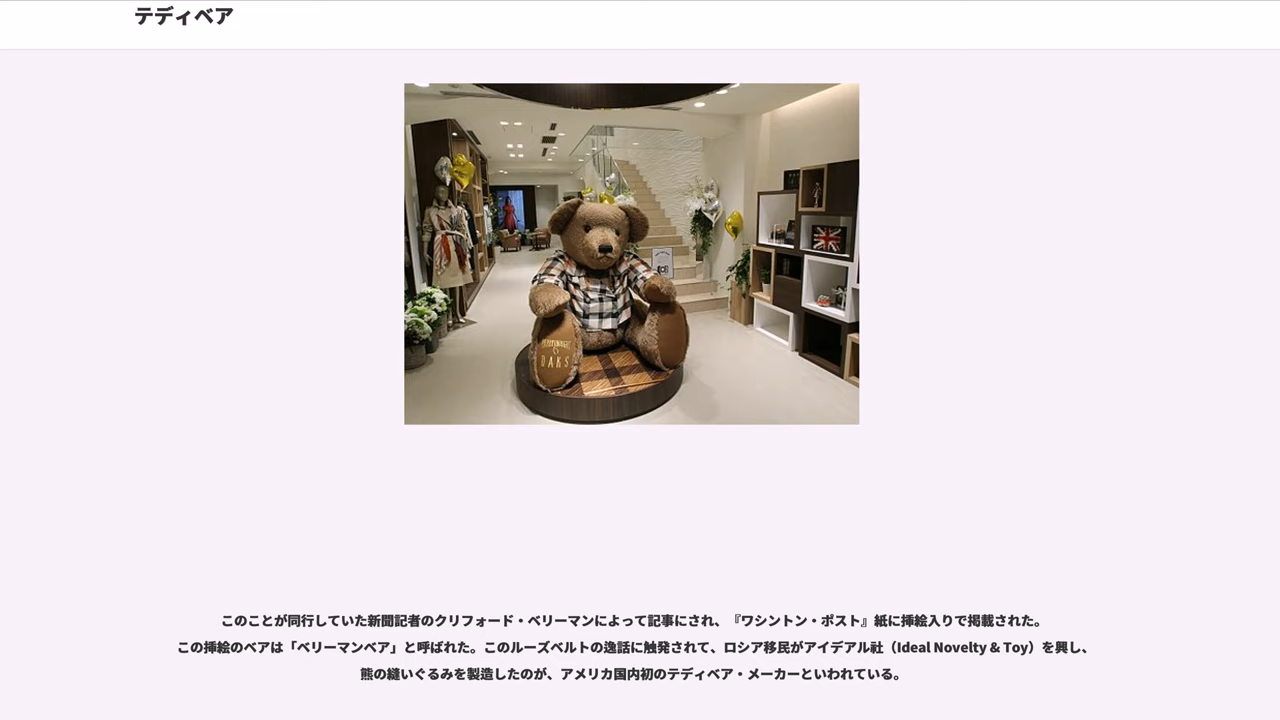 テディベア
DAKS
このことが同行していた新聞記者のクリフォード・ベリーマンによって記事にされ、『ワシントン・ポスト』紙に挿絵入りで掲載された。
この挿絵のベアは「ベリーマンベア」と呼ばれた。このルーズベルトの逸話に触発されて、ロシア移民がアイデアル社（Ideal Novelty & Toy）を興し、
熊の縫いぐるみを製造したのが、アメリカ国内初のテディベア・メーカーといわれている。